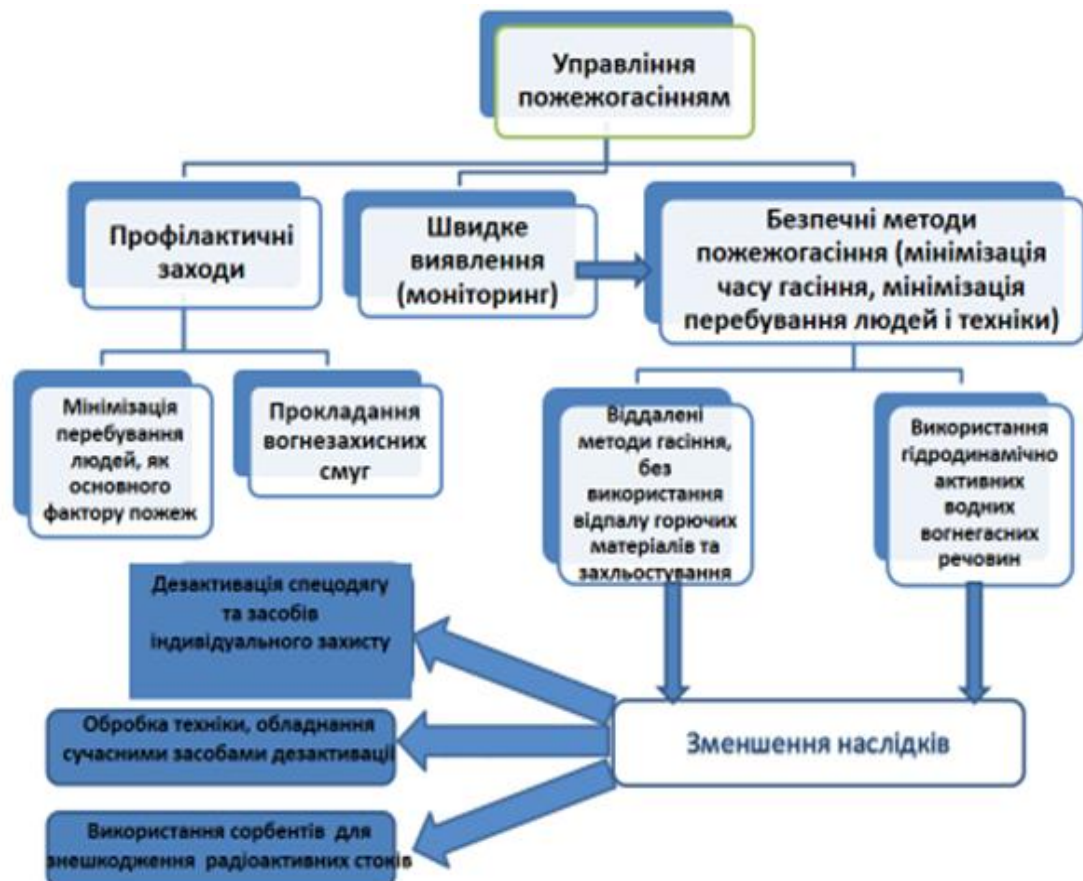 Управління
пожежогасінням
Профілактичні
заходи
Швидке
виявлення
(моніторинг)
Безпечні методи
пожежогасіння (мінімізація
часу гасіння, мінімізація
перебування людей і техніки)
Мінімізація
перебування
людей, як
основного
фактору пожеж
Прокладання
вогнезахисних
смуг
Віддалені
методи гасіння,
без
використання
відпалу горючих
матеріалів та
захльостування
Використання
гідродинамічно
активних
водних
вогнегасних
речовин
Дезактивація спецодягу
та засобів
індивідуального захисту
Обробка техніки, обладнання
сучасними засобами дезактивації
Використання сорбентів для
знешкодження радіоактивних стоків
Зменшення наслідків